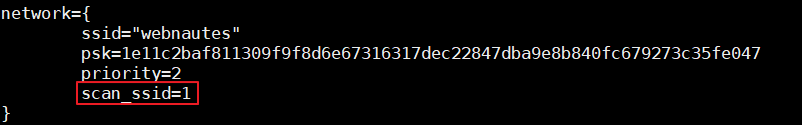 network={
ssid="webnautes"
psk=1e11c2baf811309f9f8d6e67316317dec22847dba9e8b840fc679273c35fe047
priority=2
scan_ssid=1
}